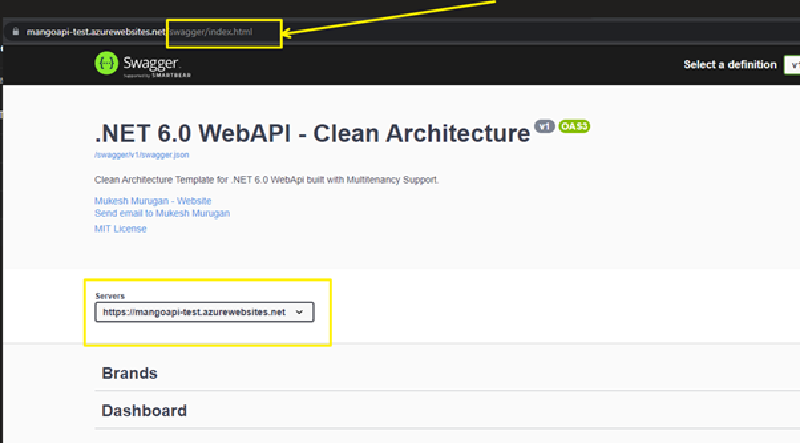 mangoapi-test.azurewebsites.net/swagger/index.html
Swagger.
Supported by SMARTBEAR
Select a definition
v1
.NET 6.0 WebAPI - Clean Architecture v1 OAS3
/swagger/v1/swagger.json
Clean Architecture Template for .NET 6.0 WebApi built with Multitenancy Support.
Mukesh Murugan - Website
Send email to Mukesh Murugan
MIT License
Servers
https://mangoapi-test.azurewebsites.net
Brands
Dashboard